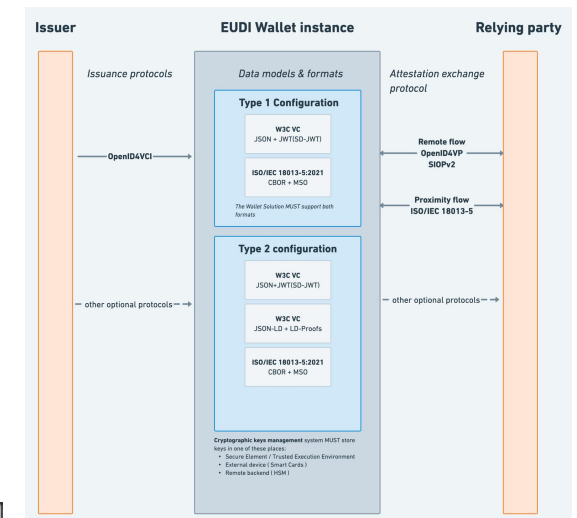 Issuer
EUDI Wallet instance
Relying party
Issuance protocols
Data models & formats
Attestation exchange
protocol
Type 1 Configuration
W3C VC
JSON + JWT(SD-JWT)
ISO/IEC 18013-5:2021
CBOR + MSO
The Wallet Solution MUST support both
formats
OpenID4VCI
Remote flow
OpenID4VP
SIOPv2
Proximity flow
ISO/IEC 18013-5
Type 2 configuration
W3C VC
JSON+JWT(SD-JWT)
W3C VC
JSON-LD + LD-Proofs
ISO/IEC 18013-5:2021
CBOR + MSO
other optional protocols
other optional protocols
Cryptographic keys management system MUST store
keys in one of these places:
• Secure Element / Trusted Execution Environment
• External device ( Smart Cards )
• Remote backend ( HSM )